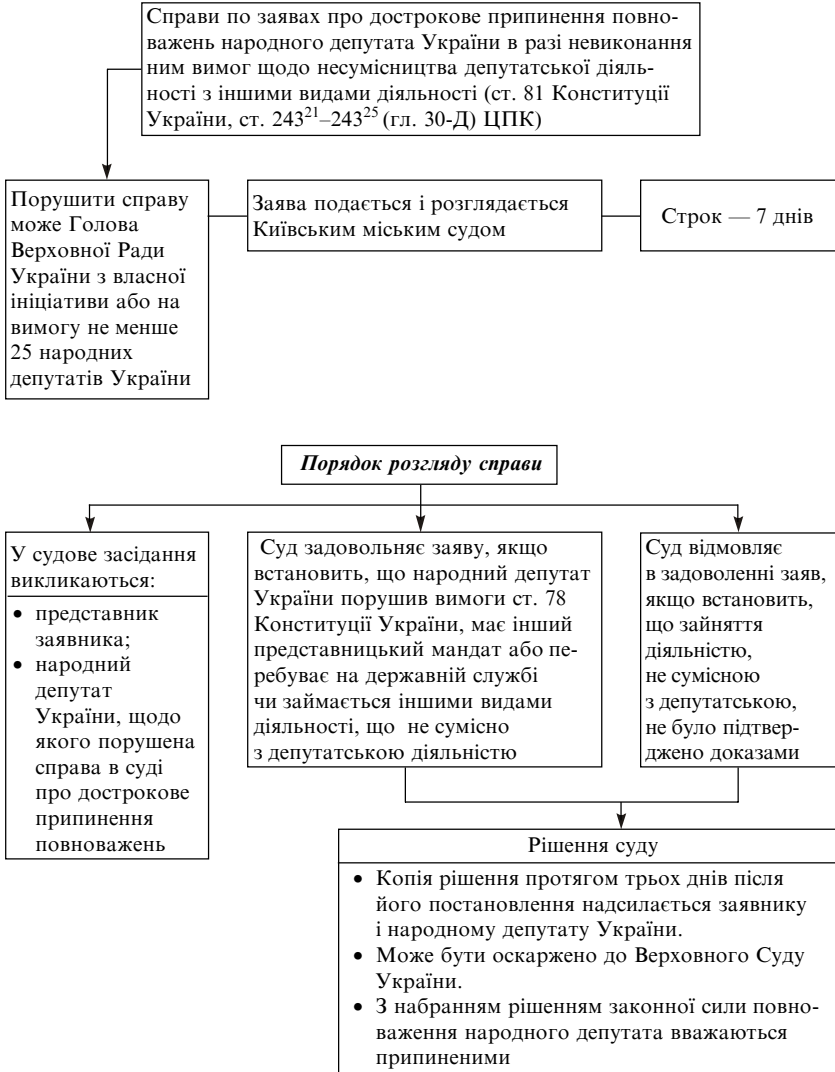 Справи по заявах про дострокове припинення повно-
важень народного депутата України в разі невиконання
ним вимог щодо несумісництва депутатської діяль-
ності з іншими видами діяльності (ст. 81 Конституції
України, ст. 243²¹–243²⁵ (гл. 30-Д) ЦПК)
Порушити справу
може Голова
Верховної Ради
України з власної
ініціативи або на
вимогу не менше
25 народних
депутатів України
Заява подається і розглядається
Київським міським судом
Строк — 7 днів
Порядок розгляду справи
У судове засідання
викликаються:
• представник
заявника;
• народний
депутат
України, щодо
якого порушена
справа в суді
про дострокове
припинення
повноважень
Суд задовольняє заяву, якщо
встановить, що народний депутат
України порушив вимоги ст. 78
Конституції України, має інший
представницький мандат або пе-
ребуває на державній службі
чи займається іншими видами
діяльності, що не сумісно
з депутатською діяльністю
Суд відмовляє
в задоволенні заяв,
якщо встановить,
що зайняття
діяльністю,
не сумісною
з депутатською,
не було підтвер-
джено доказами
Рішення суду
• Копія рішення протягом трьох днів після
його постановлення надсилається заявнику
і народному депутату України.
• Може бути оскаржено до Верховного Суду
України.
• З набранням рішенням законної сили повно-
важення народного депутата вважаються
припиненими